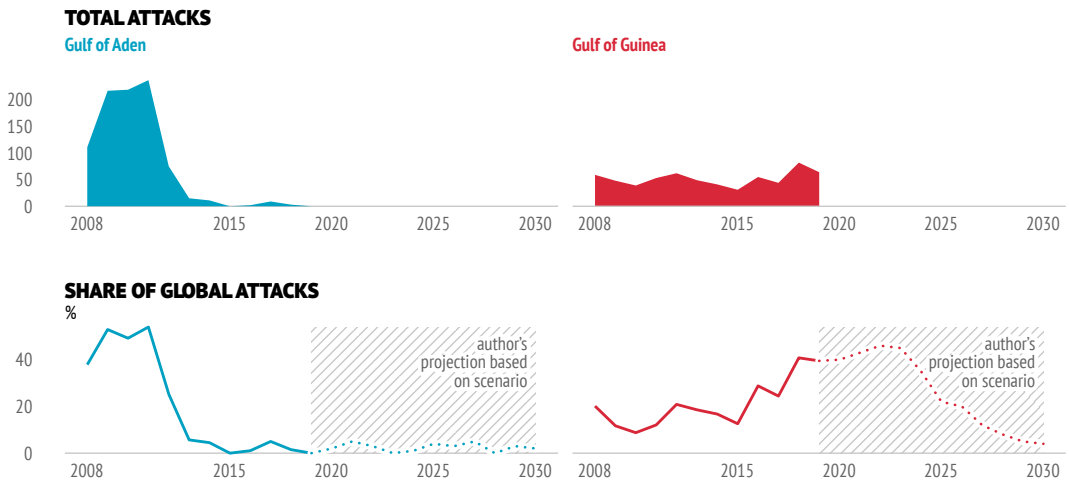 TOTAL ATTACKS
Gulf of Aden
Gulf of Guinea
200
150
100
50
0
2008 2015 2020 2025 2030
2008 2015 2020 2025 2030
SHARE OF GLOBAL ATTACKS
%
author's
projection based
on scenario
author's
projection based
on scenario
40
20
0
2008 2015 2020 2025 2030
2008 2015 2020 2025 2030